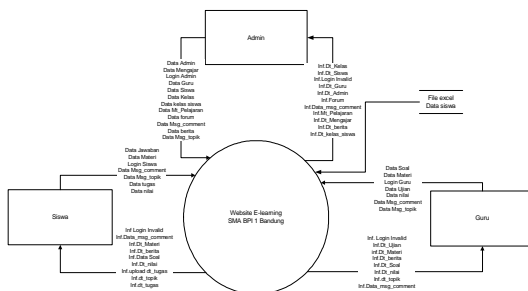 Admin
Data Admin
Data Mengajar
Login Admin
Data Guru
Data Siswa
Data Kelas
Data kelas siswa
Data Mt_Pelajaran
Data forum
Data Msg_comment
Data berita
Data Msg_topik
Inf.Dt_Kelas
Inf.Dt_Siswa
Inf.Login Invalid
Inf.Dt_Guru
Inf.Dt_Admin
Inf.Forum
Inf.Data_msg_comment
Inf.Mt_Pelajaran
Inf.Dt_Mengajar
Inf.Dt_berita
Inf.Dt_kelas_siswa
File excel
Data siswa
Data Jawaban
Data Materi
Login Siswa
Data Msg_comment
Data Msg_topik
Data tugas
Data nilai
Data Soal
Data Materi
Login Guru
Data Ujian
Data nilai
Data Msg_comment
Data Msg_topik
Siswa
Website E-learning
SMA BPI 1 Bandung
Guru
Inf.Login Invalid
Inf.Data_msg_comment
Inf.Dt_Materi
Inf.Dt_berita
Inf.Data Soal
Inf.Dt_nilai
Inf.upload dt_tugas
Inf.dt_topik
Inf.dt_tugas
Inf. Login Invalid
Inf.Dt_Ujian
Inf.Dt_Materi
Inf.Dt_berita
Inf.Dt_Soal
Inf.Dt_nilai
Inf.dt_topik
Inf.Data_msg_comment